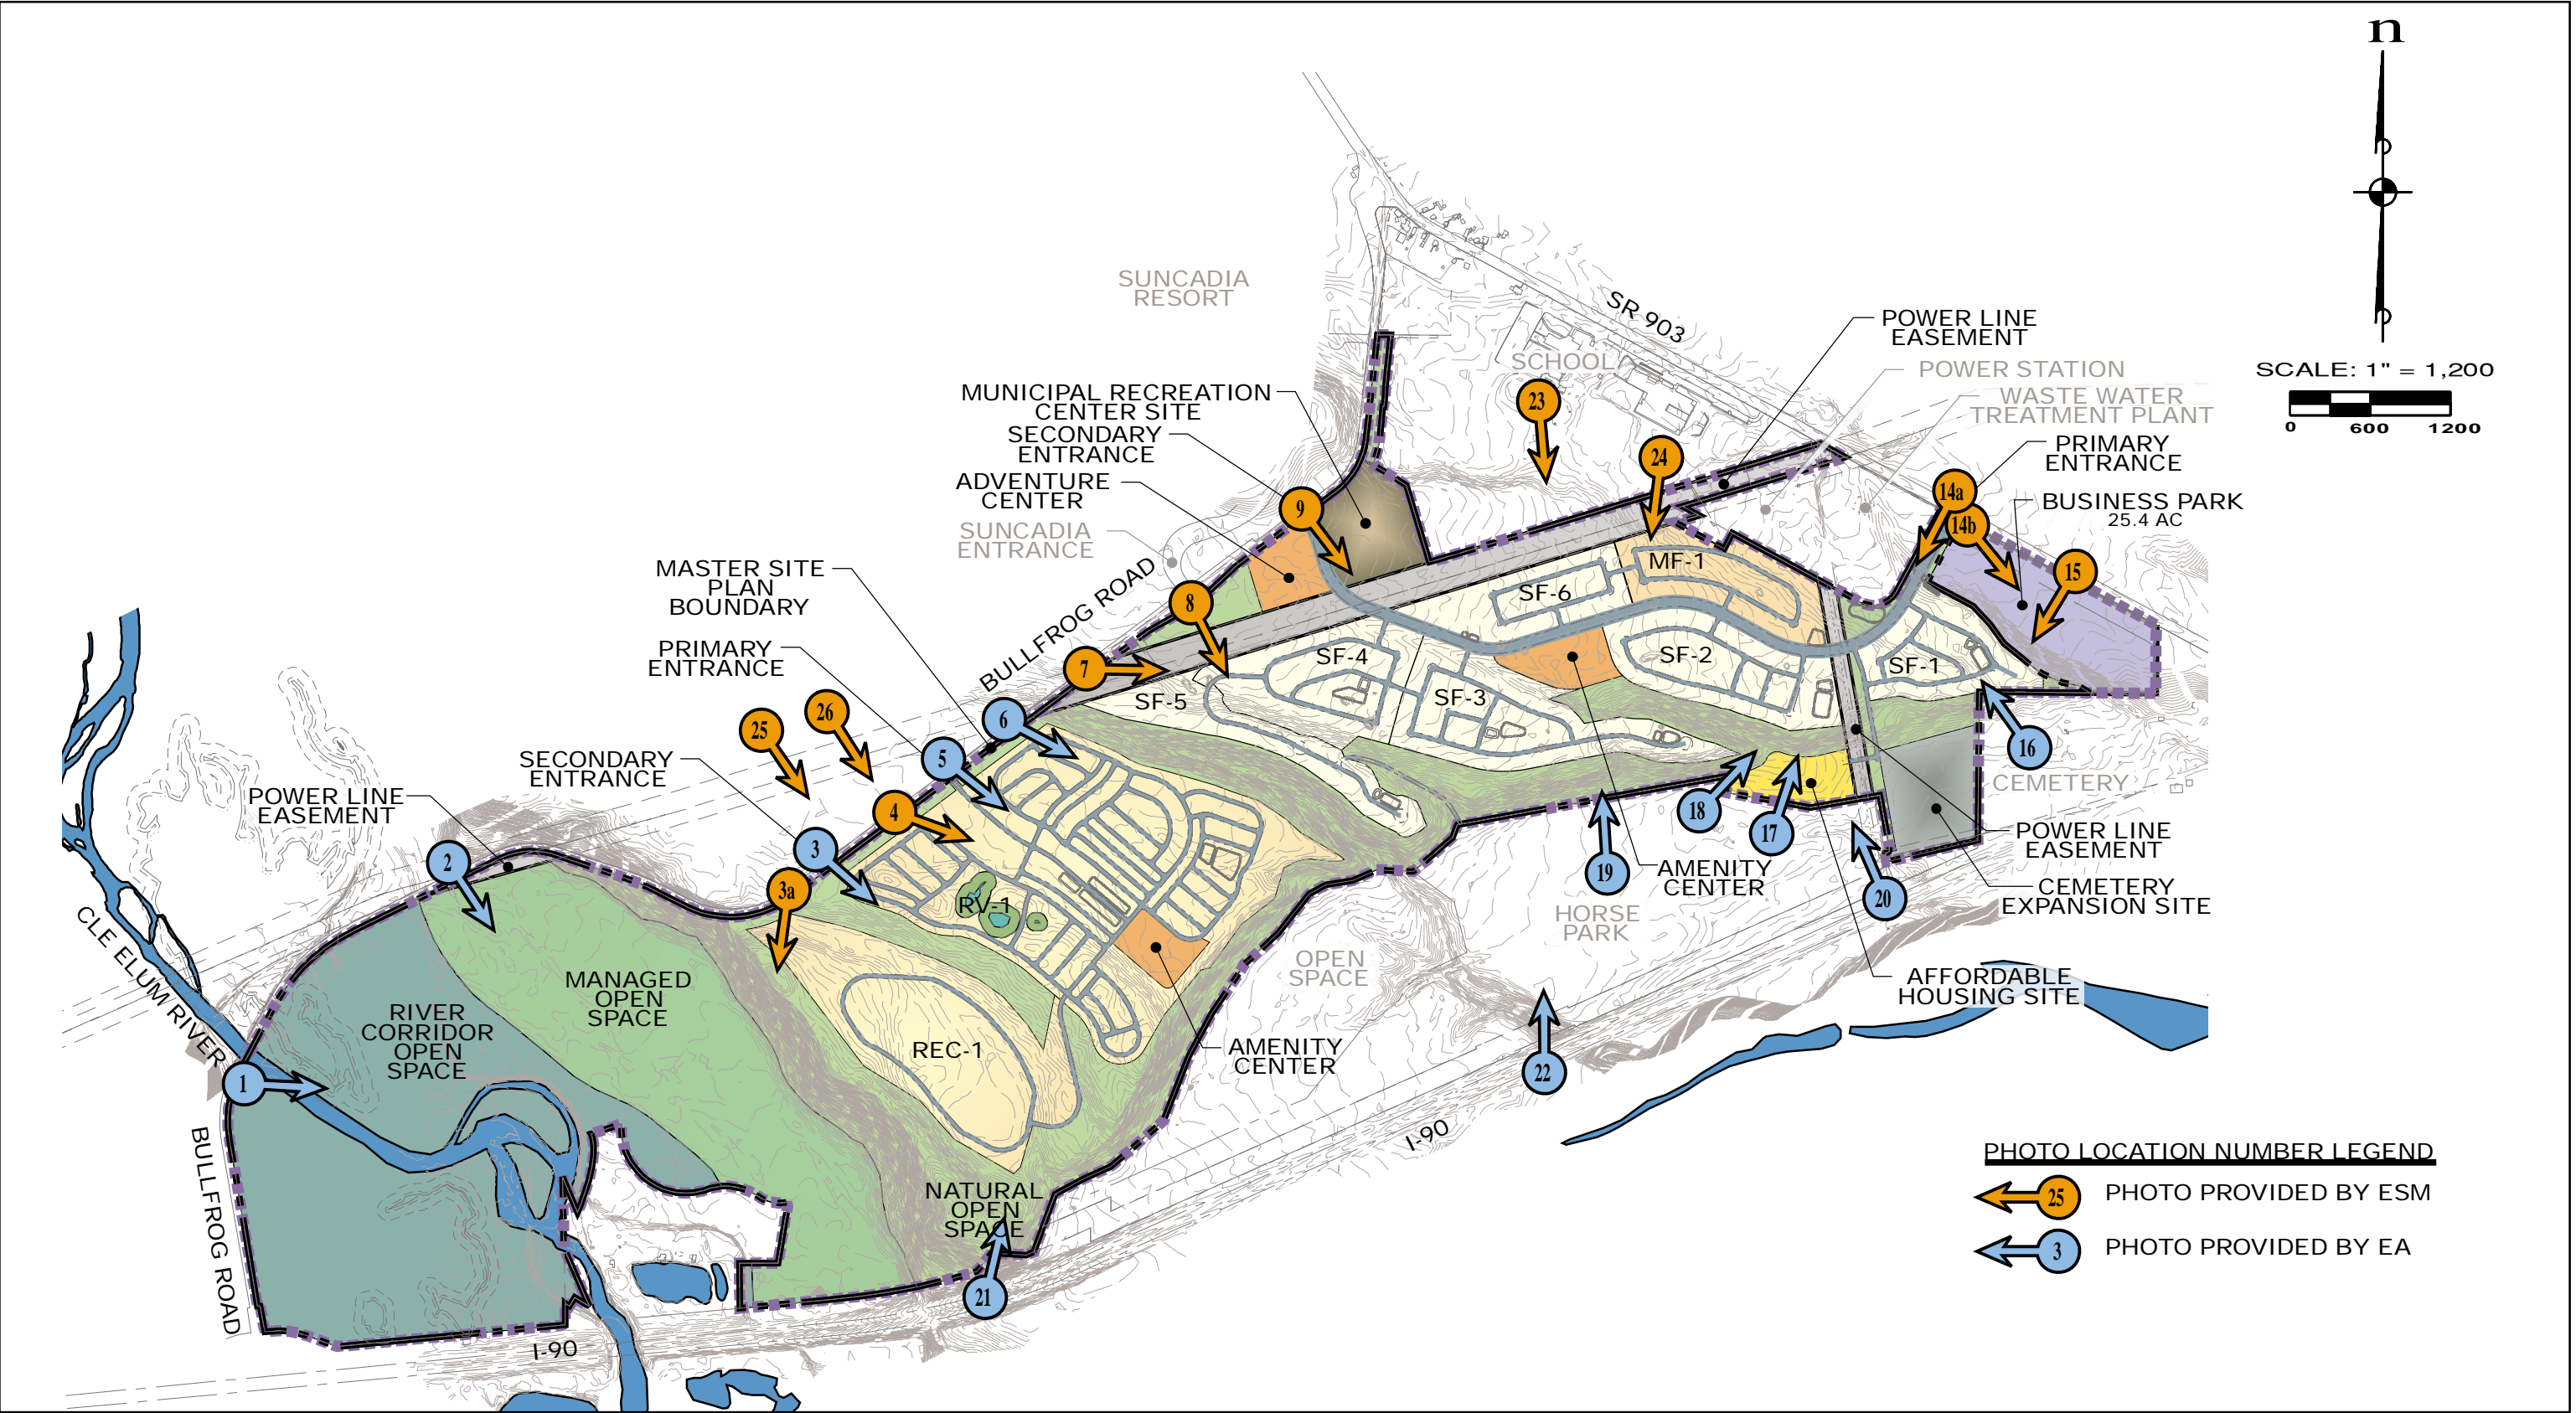 n
SCALE: 1" = 1,200
0 600 1200
SUNCADIA
RESORT
SR 903
SCHOOL
POWER LINE
EASEMENT
POWER STATION
WASTE WATER
TREATMENT PLANT
PRIMARY
ENTRANCE
BUSINESS PARK
25.4 AC
MUNICIPAL RECREATION
CENTER SITE
SECONDARY
ENTRANCE
ADVENTURE
CENTER
SUNCADIA
ENTRANCE
MASTER SITE
PLAN
BOUNDARY
PRIMARY
ENTRANCE
SECONDARY
ENTRANCE
POWER LINE
EASEMENT
BULLFROG ROAD
23
24
14a
14b
15
9
8
7
6
5
26
25
4
3
3a
2
1
MF-1
SF-6
SF-4
SF-2
SF-1
SF-3
SF-5
16
CEMETERY
18
17
19
20
POWER LINE
EASEMENT
AMENITY
CENTER
CEMETERY
EXPANSION SITE
HORSE
PARK
OPEN
SPACE
AFFORDABLE
HOUSING SITE
RV-1
REC-1
AMENITY
CENTER
22
CLE ELUM RIVER
MANAGED
OPEN
SPACE
RIVER
CORRIDOR
OPEN
SPACE
BULLFROG ROAD
NATURAL
OPEN
SPACE
21
I-90
I-90
PHOTO LOCATION NUMBER LEGEND
25 PHOTO PROVIDED BY ESM
3 PHOTO PROVIDED BY EA